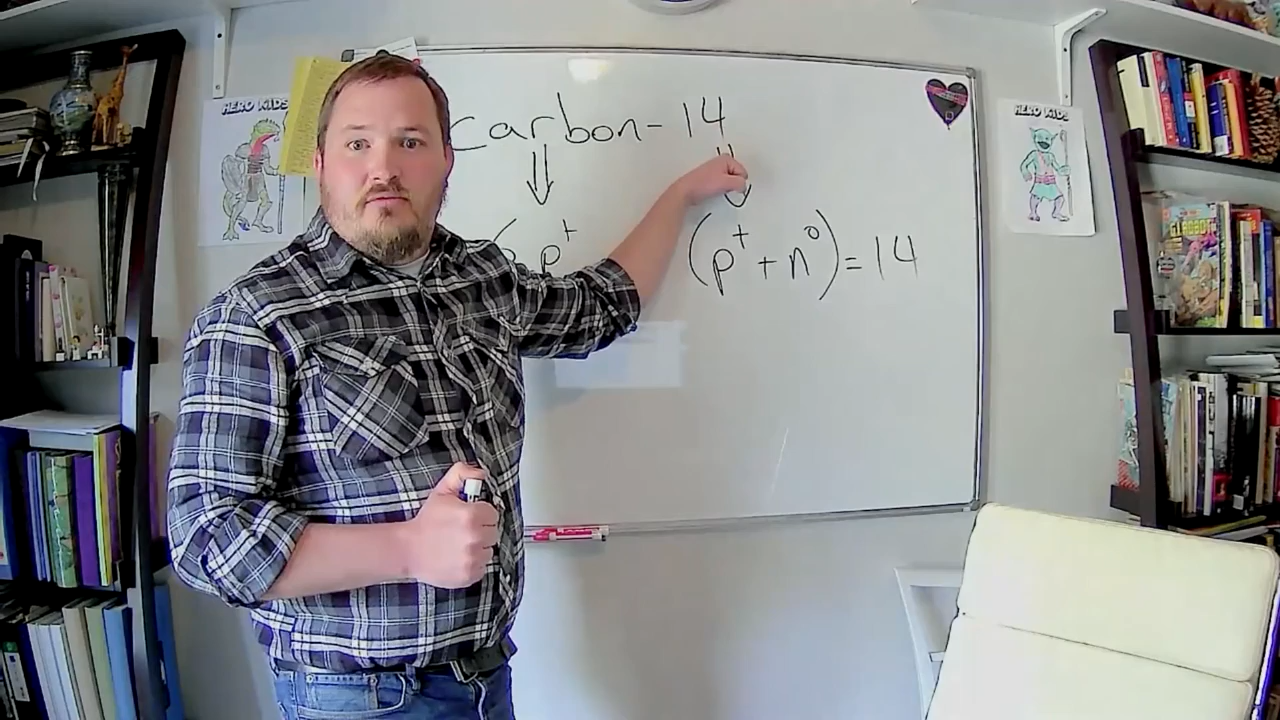 carbon-14
p⁺
(p⁺ + n⁰) = 14
HERO KIDS
HERO KIDS